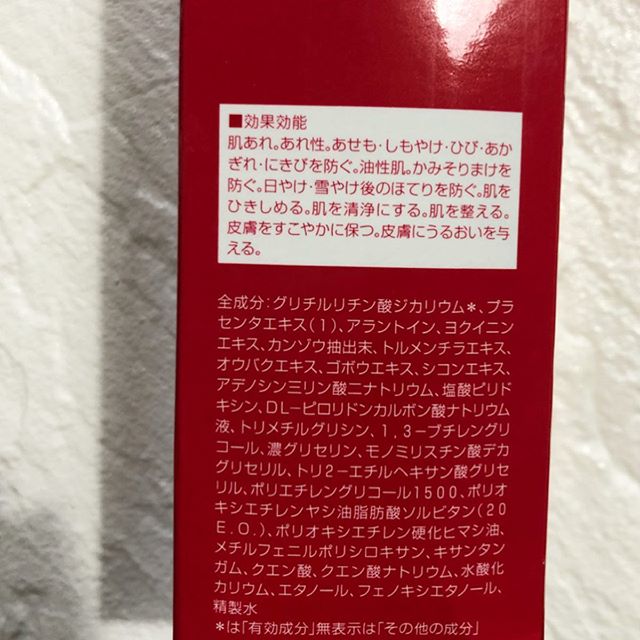 ■効果効能
肌あれ。あれ性。あせも・しもやけ・ひび・あか
ぎれ・にきびを防ぐ。油性肌。かみそりまけを
防ぐ。日やけ・雪やけ後のほてりを防ぐ。肌を
ひきしめる。肌を清浄にする。肌を整える。
皮膚をすこやかに保つ。皮膚にうるおいを与
える。
全成分:グリチルリチン酸ジカリウム*、プラ
センタエキス(1)、アラントイン、ヨクイニン
エキス、カンゾウ抽出末、トルメンチラエキス、
オウバクエキス、ゴボウエキス、シコンエキス、
アデノシン三リン酸二ナトリウム、塩酸ピリド
キシン、DL−ピロリドンカルボン酸ナトリウム
液、トリメチルグリシン、1,3−ブチレングリ
コール、濃グリセリン、モノミリスチン酸デカ
グリセリル、トリ2−エチルヘキサン酸グリセ
リル、ポリエチレングリコール1500、ポリオ
キシエチレンヤシ油脂肪酸ソルビタン(20
E.O.)、ポリオキシエチレン硬化ヒマシ油、
メチルフェニルポリシロキサン、キサンタン
ガム、クエン酸、クエン酸ナトリウム、水酸化
カリウム、エタノール、フェノキシエタノール、
精製水
*は「有効成分」無表示は「その他の成分」